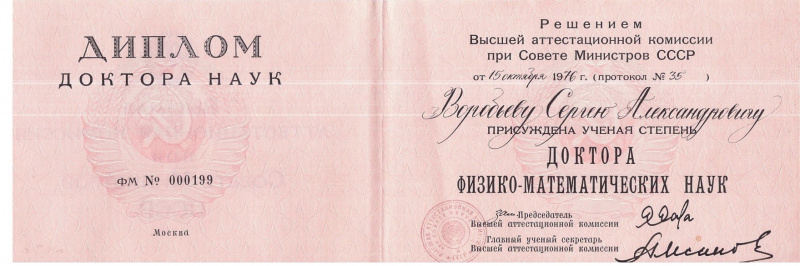 ДИПЛОМ
ДОКТОРА НАУК
ФМ № 000199
Москва
Решением
Высшей аттестационной комиссии
при Совете Министров СССР
от 15 октября 1976 г. (протокол № 35 )
Воробьеву Сергею Александровичу
ПРИСУЖДЕНА УЧЕНАЯ СТЕПЕНЬ
ДОКТОРА
ФИЗИКО-МАТЕМАТИЧЕСКИХ НАУК
Председатель
Высшей аттестационной комиссии
Главный ученый секретарь
Высшей аттестационной комиссии